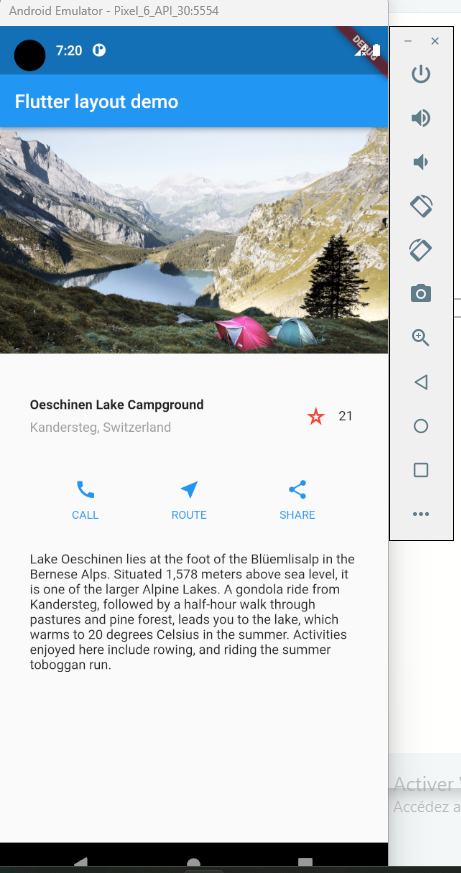 Android Emulator - Pixel_6_API_30:5554
7:20
DEBUG
Flutter layout demo
Oeschinen Lake Campground
Kandersteg, Switzerland
21
CALL ROUTE SHARE
Lake Oeschinen lies at the foot of the Blüemlisalp in the
Bernese Alps. Situated 1,578 meters above sea level, it
is one of the larger Alpine Lakes. A gondola ride from
Kandersteg, followed by a half-hour walk through
pastures and pine forest, leads you to the lake, which
warms to 20 degrees Celsius in the summer. Activities
enjoyed here include rowing, and riding the summer
toboggan run.
Activer
Accédez a